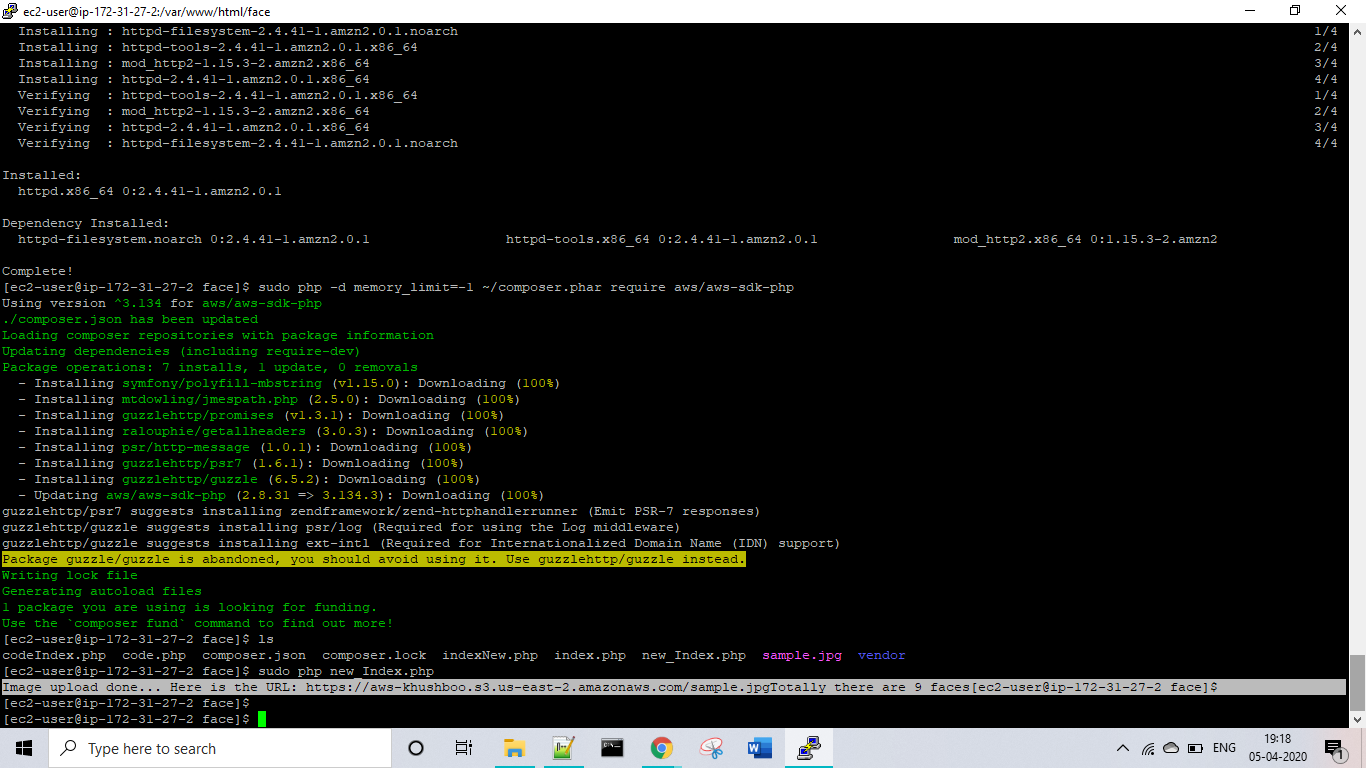 ec2-user@ip-172-31-27-2:/var/www/html/face
Installing : httpd-filesystem-2.4.41-1.amzn2.0.1.noarch 1/4
Installing : httpd-tools-2.4.41-1.amzn2.0.1.x86_64 2/4
Installing : mod_http2-1.15.3-2.amzn2.x86_64 3/4
Installing : httpd-2.4.41-1.amzn2.0.1.x86_64 4/4
Verifying : httpd-tools-2.4.41-1.amzn2.0.1.x86_64 1/4
Verifying : mod_http2-1.15.3-2.amzn2.x86_64 2/4
Verifying : httpd-2.4.41-1.amzn2.0.1.x86_64 3/4
Verifying : httpd-filesystem-2.4.41-1.amzn2.0.1.noarch 4/4
Installed:
httpd.x86_64 0:2.4.41-1.amzn2.0.1
Dependency Installed:
httpd-filesystem.noarch 0:2.4.41-1.amzn2.0.1 httpd-tools.x86_64 0:2.4.41-1.amzn2.0.1 mod_http2.x86_64 0:1.15.3-2.amzn2
Complete!
[ec2-user@ip-172-31-27-2 face]$ sudo php -d memory_limit=-1 ~/composer.phar require aws/aws-sdk-php
Using version ^3.134 for aws/aws-sdk-php
./composer.json has been updated
Loading composer repositories with package information
Updating dependencies (including require-dev)
Package operations: 7 installs, 1 update, 0 removals
- Installing symfony/polyfill-mbstring (v1.15.0): Downloading (100%)
- Installing mtdowling/jmespath.php (2.5.0): Downloading (100%)
- Installing guzzlehttp/promises (v1.3.1): Downloading (100%)
- Installing ralouphie/getallheaders (3.0.3): Downloading (100%)
- Installing psr/http-message (1.0.1): Downloading (100%)
- Installing guzzlehttp/psr7 (1.6.1): Downloading (100%)
- Installing guzzlehttp/guzzle (6.5.2): Downloading (100%)
- Updating aws/aws-sdk-php (2.8.31 => 3.134.3): Downloading (100%)
guzzlehttp/psr7 suggests installing zendframework/zend-httphandlerrunner (Emit PSR-7 responses)
guzzlehttp/guzzle suggests installing psr/log (Required for using the Log middleware)
guzzlehttp/guzzle suggests installing ext-intl (Required for Internationalized Domain Name (IDN) support)
Package guzzle/guzzle is abandoned, you should avoid using it. Use guzzlehttp/guzzle instead.
Writing lock file
Generating autoload files
1 package you are using is looking for funding.
Use the `composer fund` command to find out more!
[ec2-user@ip-172-31-27-2 face]$ ls
codeIndex.php code.php composer.json composer.lock indexNew.php index.php new_Index.php sample.jpg vendor
[ec2-user@ip-172-31-27-2 face]$ sudo php new_Index.php
Image upload done... Here is the URL: https://aws-khushboo.s3.us-east-2.amazonaws.com/sample.jpgTotally there are 9 faces[ec2-user@ip-172-31-27-2 face]$
[ec2-user@ip-172-31-27-2 face]$
[ec2-user@ip-172-31-27-2 face]$
Type here to search
ENG
19:18
05-04-2020
1